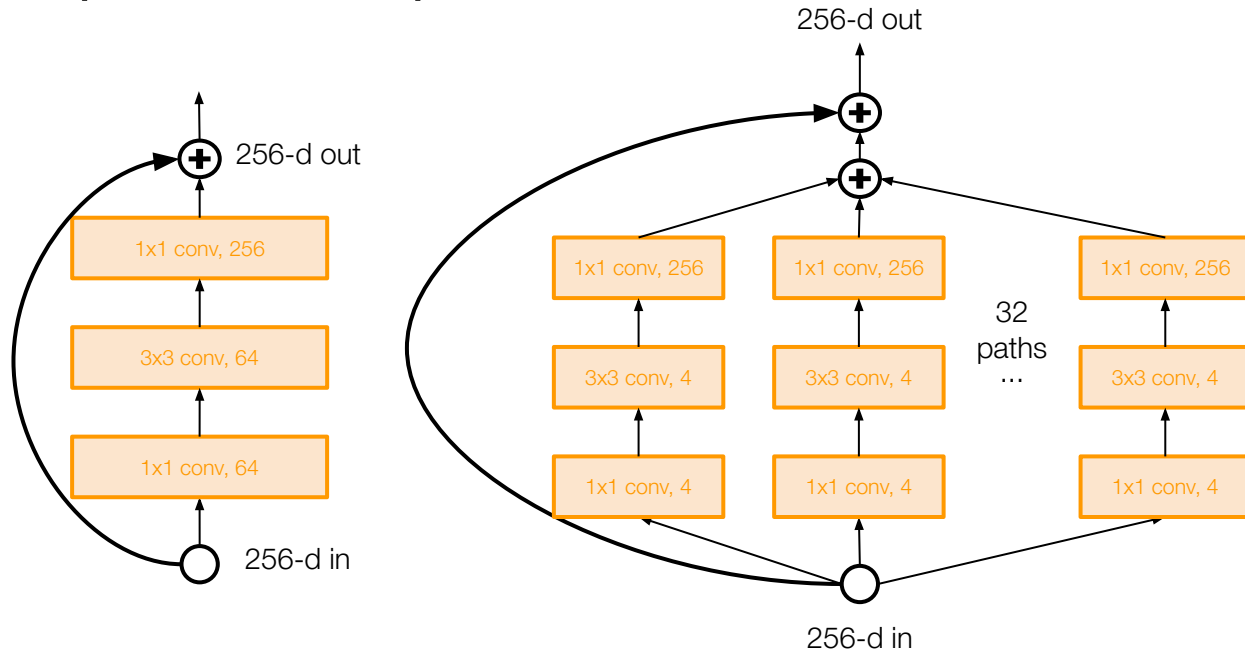 256-d out
1x1 conv, 256
3x3 conv, 64
1x1 conv, 64
256-d in
256-d out
1x1 conv, 256
1x1 conv, 256
1x1 conv, 256
32
paths
...
3x3 conv, 4
3x3 conv, 4
3x3 conv, 4
1x1 conv, 4
1x1 conv, 4
1x1 conv, 4
256-d in